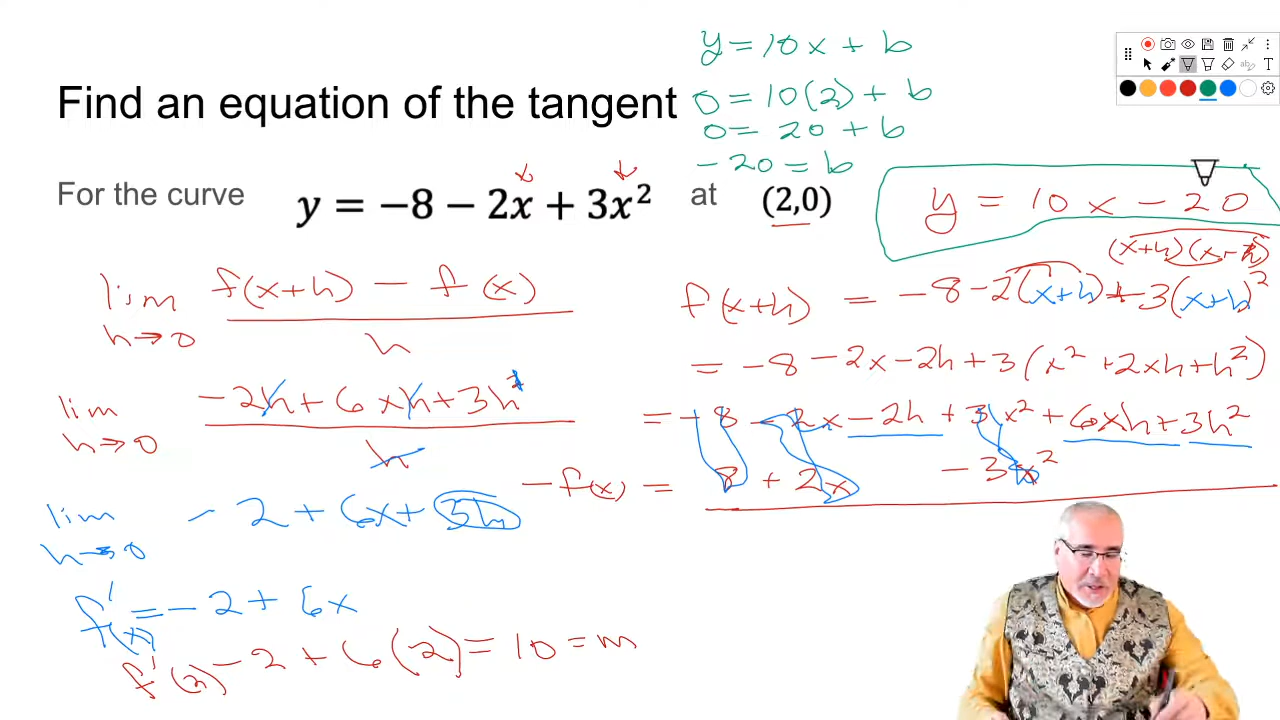 Find an equation of the tangent
For the curve y = −8 − 2x + 3x² at (2,0)
y = 10x + b
0 = 10(2) + b
0 = 20 + b
-20 = b
y = 10x - 20
lim h→0 f(x+h) - f(x) / h
lim h→0 -2h + 6xh + 3h² / h
lim h→0 -2 + 6x + 3h
f'(x) = -2 + 6x
f'(2) -2 + 6(2) = 10 = m
(x+h)(x+h)
f(x+h) = -8 - 2(x+h) + 3(x+h)²
= -8 - 2x - 2h + 3(x² + 2xh + h²)
= -8 - 2x - 2h + 3x² + 6xh + 3h²
-f(x) = 8 + 2x - 3x²